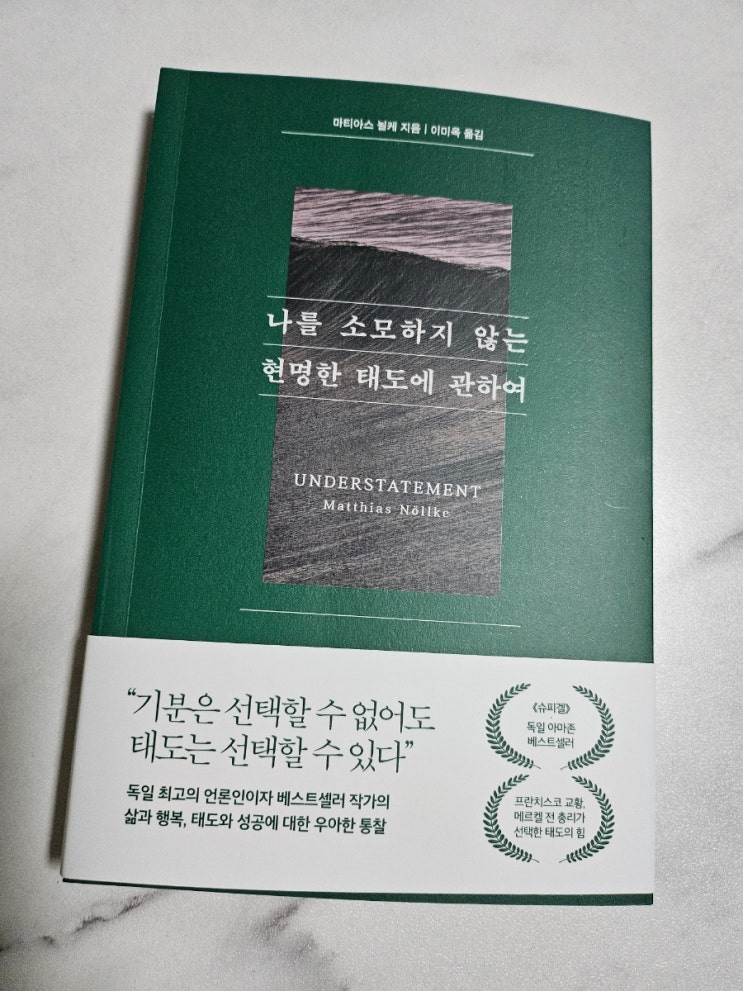 마티아스 뇔케 지음 | 이미옥 옮김
나를 소모하지 않는
현명한 태도에 관하여
UNDERSTATEMENT
Matthias Nöllke
“기분은 선택할 수 없어도
태도는 선택할 수 있다”
독일 최고의 언론인이자 베스트셀러 작가의
삶과 행복, 태도와 성공에 대한 우아한 통찰
《슈피겔》
독일 아마존
베스트셀러
프란치스코 교황,
메르켈 전 총리가
선택한 태도의 힘